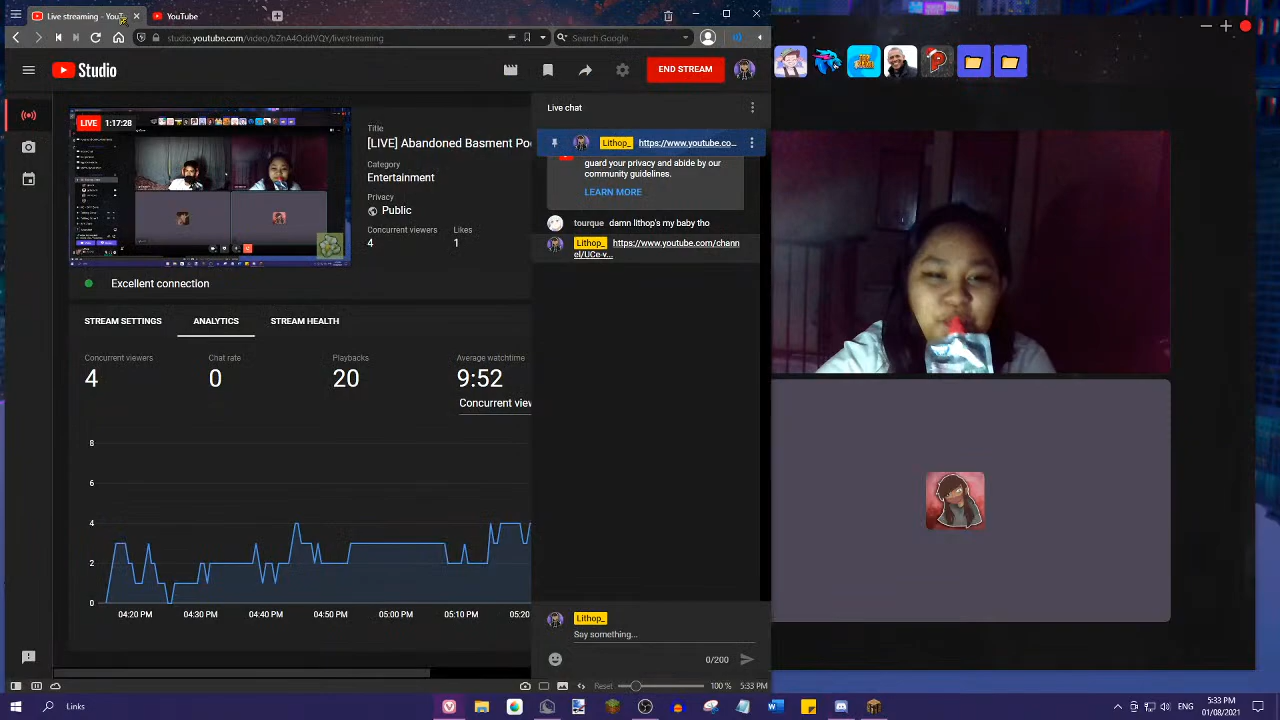 Live streaming - YouT
YouTube
studio.youtube.com/video/bZnA4OddVQY/livestreaming
Search Google
Studio
END STREAM
LIVE 1:17:28
Title
[LIVE] Abandoned Basment Po
Category
Entertainment
Privacy
Public
Concurrent viewers
4
Likes
1
Excellent connection
STREAM SETTINGS
ANALYTICS
STREAM HEALTH
Concurrent viewers
4
Chat rate
0
Playbacks
20
Average watchtime
9:52
Concurrent view
8
6
4
2
0
04:20 PM
04:30 PM
04:40 PM
04:50 PM
05:00 PM
05:10 PM
05:20
Live chat
Lithop_ https://www.youtube.co...
guard your privacy and abide by our
community guidelines.
LEARN MORE
tourque damn lithop's my baby tho
Lithop_ https://www.youtube.com/chann
el/UCe-v...
Lithop_
Say something...
0/200
Reset
100 %
5:33 PM
Links
ENG
5:33 PM
01/08/2021